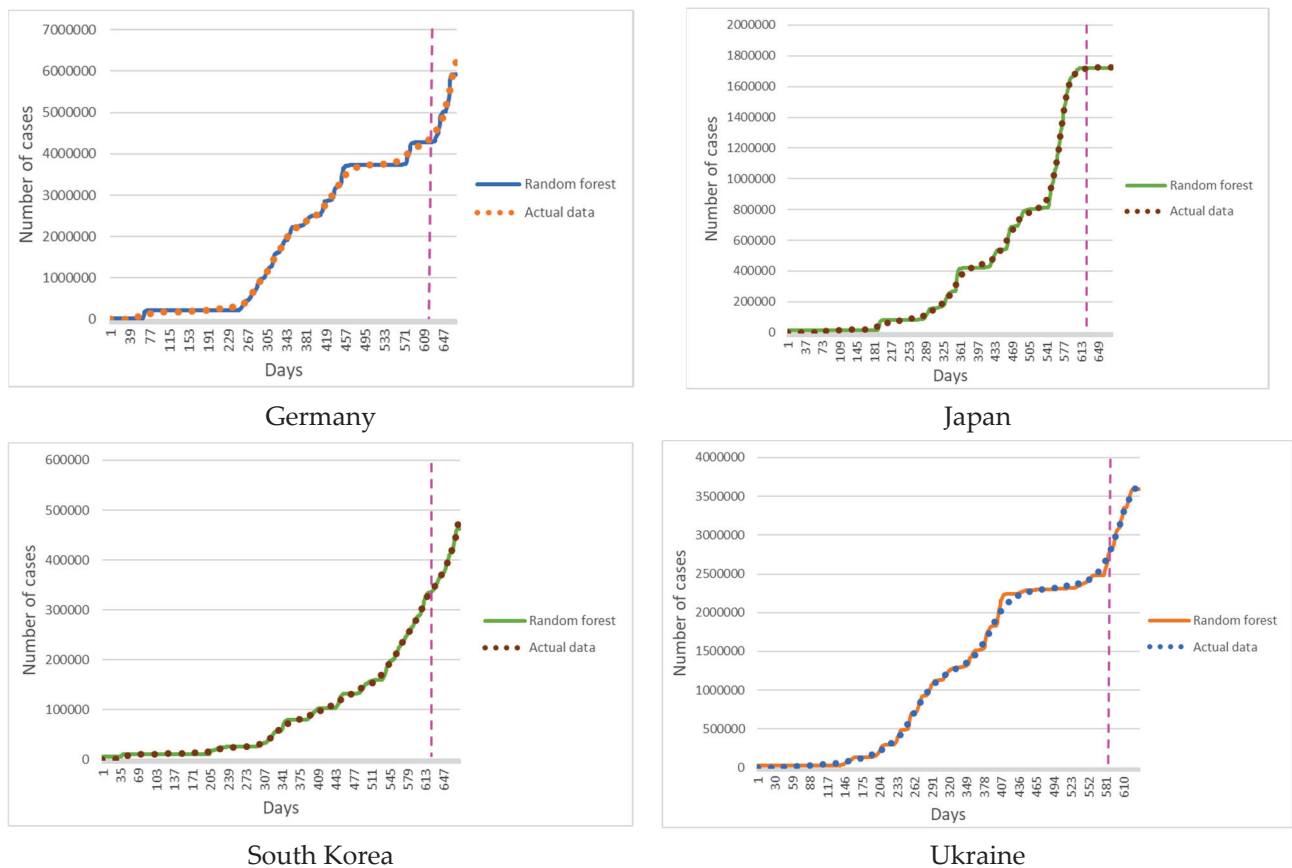 7000000
6000000
5000000
4000000
3000000
2000000
1000000
0
Number of cases
1 39 77 115 153 191 229 267 305 343 381 419 457 495 533 571 609 647
Days
Random forest
Actual data
Germany
2000000
1800000
1600000
1400000
1200000
1000000
800000
600000
400000
200000
0
Number of cases
1 37 73 109 145 181 217 253 289 325 361 397 433 469 505 541 577 613 649
Days
Random forest
Actual data
Japan
600000
500000
400000
300000
200000
100000
0
Number of cases
1 35 69 103 137 171 205 239 273 307 341 375 409 443 477 511 545 579 613 647
Days
Random forest
Actual data
South Korea
4000000
3500000
3000000
2500000
2000000
1500000
1000000
500000
0
Number of cases
1 30 59 88 117 146 175 204 233 262 291 320 349 378 407 436 465 494 523 552 581 610
Days
Random forest
Actual data
Ukraine